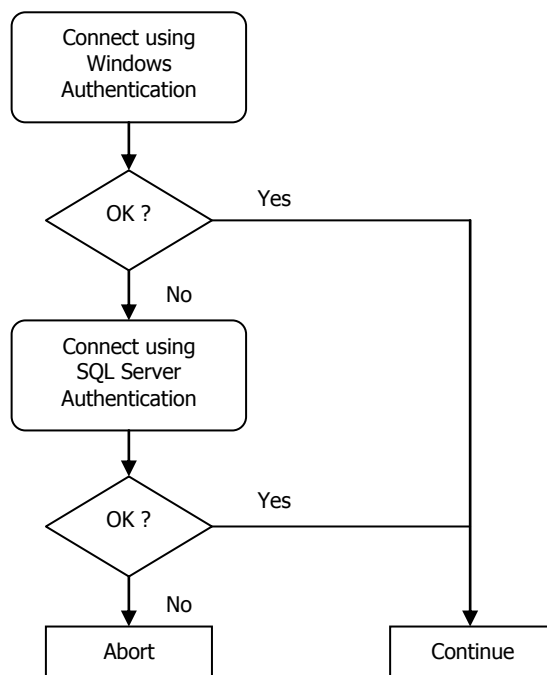 Connect using
Windows
Authentication
OK ?
Yes
No
Connect using
SQL Server
Authentication
OK ?
Yes
No
Abort
Continue